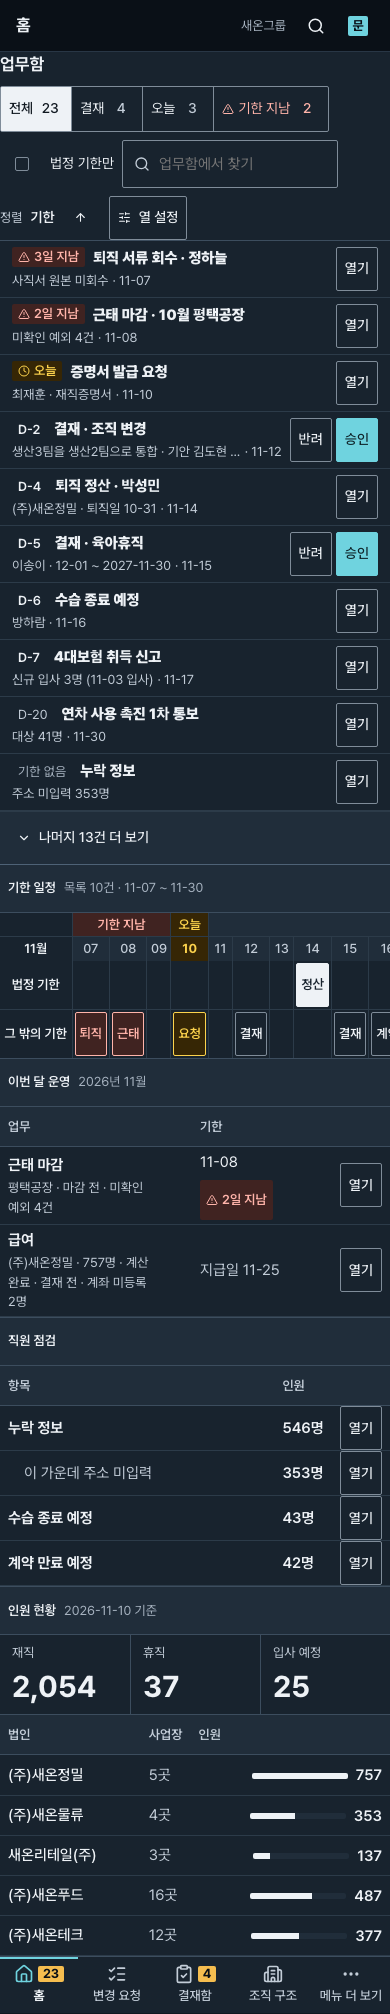 홈 새온그룹 문
업무함
전체 23 결재 4 오늘 3 기한 지남 2
법정 기한만 업무함에서 찾기
정렬 기한 열 설정
3일 지남 퇴직 서류 회수 · 정하늘 열기
사직서 원본 미회수 · 11-07
2일 지남 근태 마감 · 10월 평택공장 열기
미확인 예외 4건 · 11-08
오늘 증명서 발급 요청 열기
최재훈 · 재직증명서 · 11-10
D-2 결재 · 조직 변경 반려 승인
생산3팀을 생산2팀으로 통합 · 기안 김도현 ... · 11-12
D-4 퇴직 정산 · 박성민 열기
(주)새온정밀 · 퇴직일 10-31 · 11-14
D-5 결재 · 육아휴직 반려 승인
이송이 · 12-01 ~ 2027-11-30 · 11-15
D-6 수습 종료 예정 열기
방하람 · 11-16
D-7 4대보험 취득 신고 열기
신규 입사 3명 (11-03 입사) · 11-17
D-20 연차 사용 촉진 1차 통보 열기
대상 41명 · 11-30
기한 없음 누락 정보 열기
주소 미입력 353명
나머지 13건 더 보기
기한 일정 목록 10건 · 11-07 ~ 11-30
기한 지남 오늘
11월 07 08 09 10 11 12 13 14 15 16
법정 기한 정산
그 밖의 기한 퇴직 근태 요청 결재 결재 계약
이번 달 운영 2026년 11월
업무 기한
근태 마감 11-08 열기
평택공장 · 마감 전 · 미확인 2일 지남
예외 4건
급여
(주)새온정밀 · 757명 · 계산 지급일 11-25 열기
완료 · 결재 전 · 계좌 미등록
2명
직원 점검
항목 인원
누락 정보 546명 열기
이 가운데 주소 미입력 353명 열기
수습 종료 예정 43명 열기
계약 만료 예정 42명 열기
인원 현황 2026-11-10 기준
재직 휴직 입사 예정
2,054 37 25
법인 사업장 인원
(주)새온정밀 5곳 757
(주)새온물류 4곳 353
새온리테일(주) 3곳 137
(주)새온푸드 16곳 487
(주)새온테크 12곳 377
23 4
홈 변경 요청 결재함 조직 구조 메뉴 더 보기